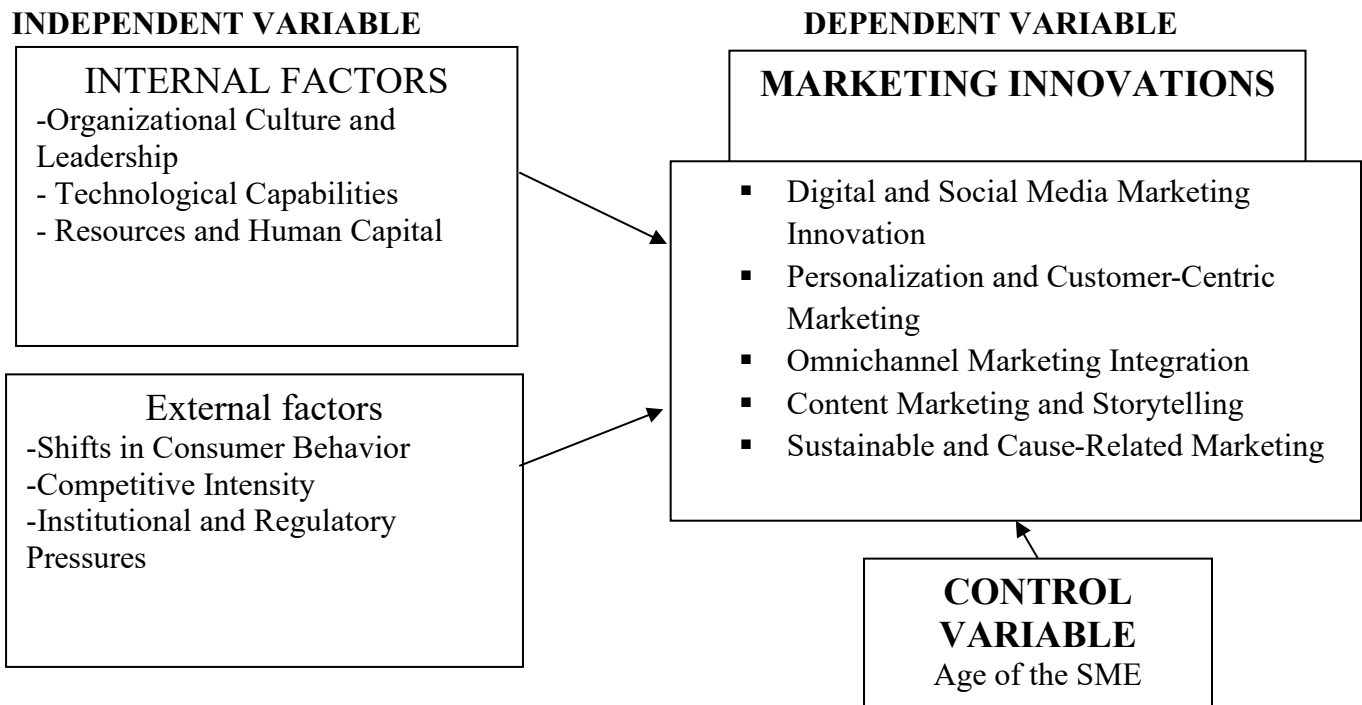 INDEPENDENT VARIABLE
INTERNAL FACTORS
-Organizational Culture and
Leadership
- Technological Capabilities
- Resources and Human Capital
External factors
-Shifts in Consumer Behavior
-Competitive Intensity
-Institutional and Regulatory
Pressures
DEPENDENT VARIABLE
MARKETING INNOVATIONS
▪ Digital and Social Media Marketing
Innovation
▪ Personalization and Customer-Centric
Marketing
▪ Omnichannel Marketing Integration
▪ Content Marketing and Storytelling
▪ Sustainable and Cause-Related Marketing
CONTROL
VARIABLE
Age of the SME